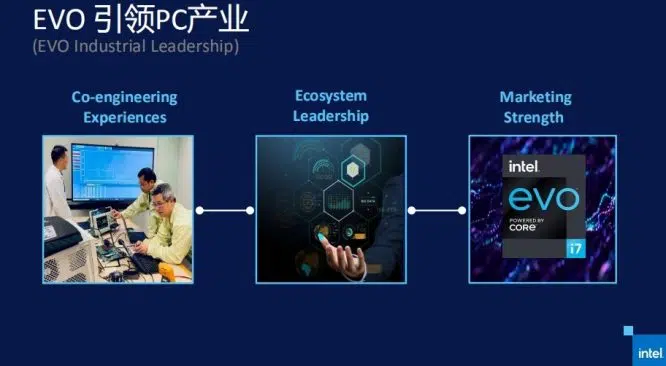 EVO 引领PC产业
(EVO Industrial Leadership)
Co-engineering
Experiences
Ecosystem
Leadership
Marketing
Strength
intel
evo
POWERED BY
CORE
i7
intel